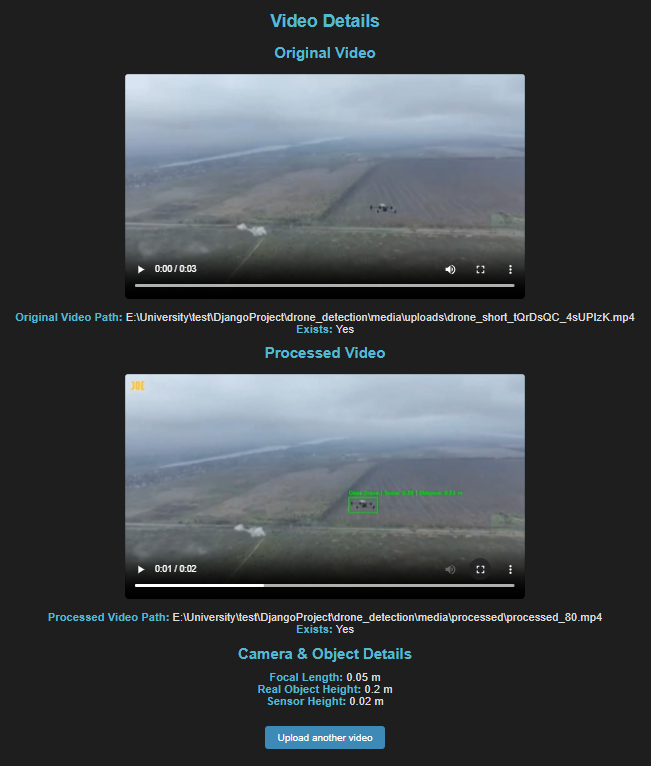 Video Details
Original Video
0:00 / 0:03
Original Video Path: E:\University\test\DjangoProject\drone_detection\media\uploads\drone_short_tQrDsQC_4sUPIzK.mp4
Exists: Yes
Processed Video
JOE
0:01 / 0:02
Processed Video Path: E:\University\test\DjangoProject\drone_detection\media\processed\processed_80.mp4
Exists: Yes
Camera & Object Details
Focal Length: 0.05 m
Real Object Height: 0.2 m
Sensor Height: 0.02 m
Upload another video